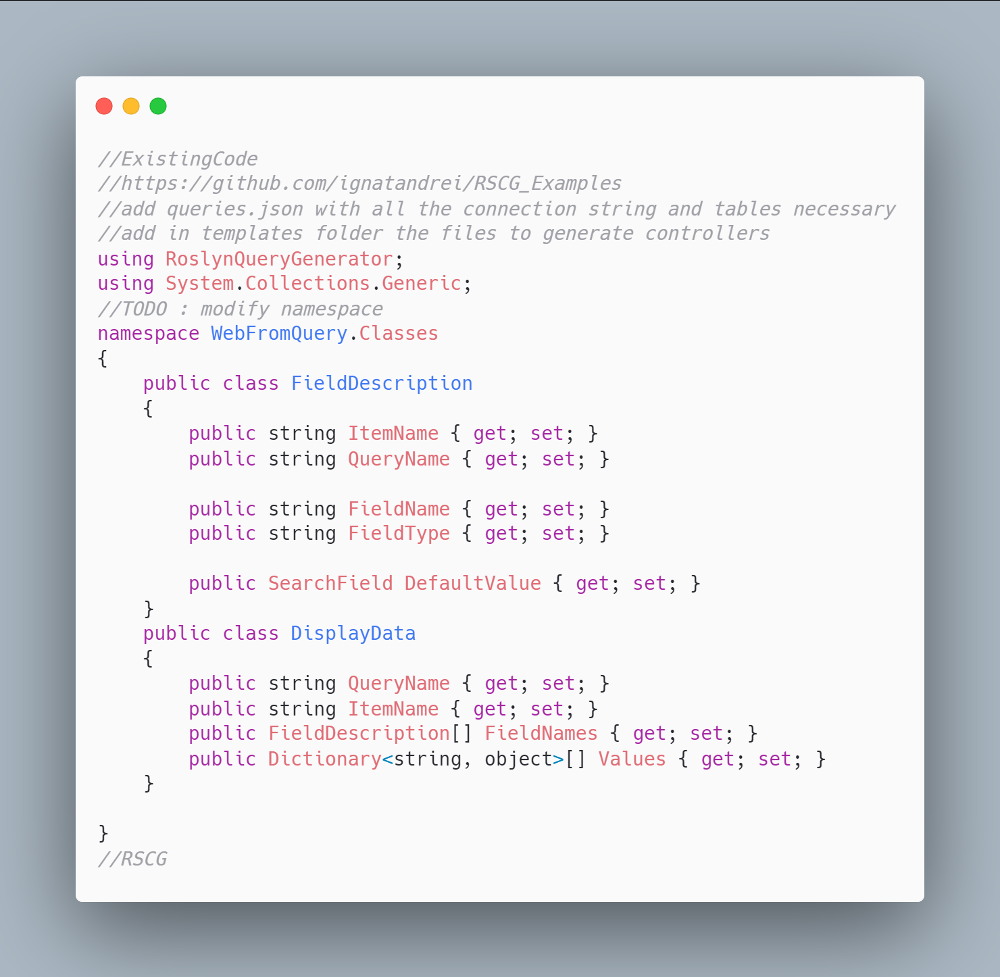 //ExistingCode
//https://github.com/ignatandrei/RSCG_Examples
//add queries.json with all the connection string and tables necessary
//add in templates folder the files to generate controllers
using RoslynQueryGenerator;
using System.Collections.Generic;
//TODO : modify namespace
namespace WebFromQuery.Classes
{
    public class FieldDescription
    {
        public string ItemName { get; set; }
        public string QueryName { get; set; }

        public string FieldName { get; set; }
        public string FieldType { get; set; }

        public SearchField DefaultValue { get; set; }
    }
    public class DisplayData
    {
        public string QueryName { get; set; }
        public string ItemName { get; set; }
        public FieldDescription[] FieldNames { get; set; }
        public Dictionary<string, object>[] Values { get; set; }
    }

}
//RSCG